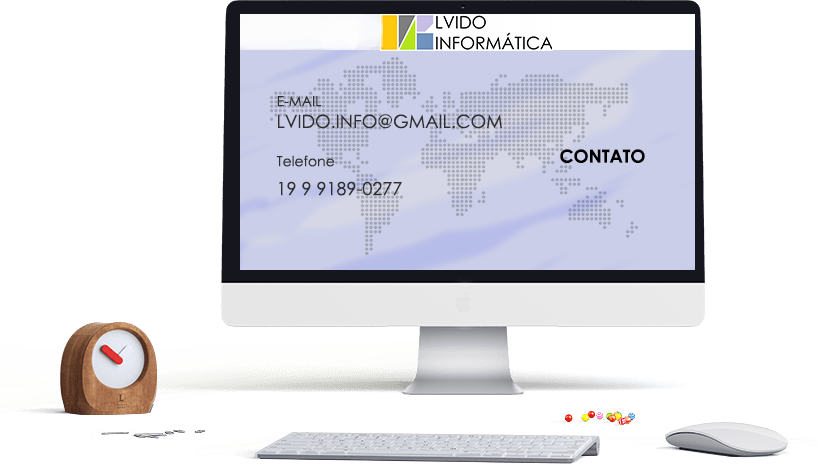 LVIDO
INFORMÁTICA
E-MAIL
LVIDO.INFO@GMAIL.COM
Telefone
19 9 9189-0277
CONTATO